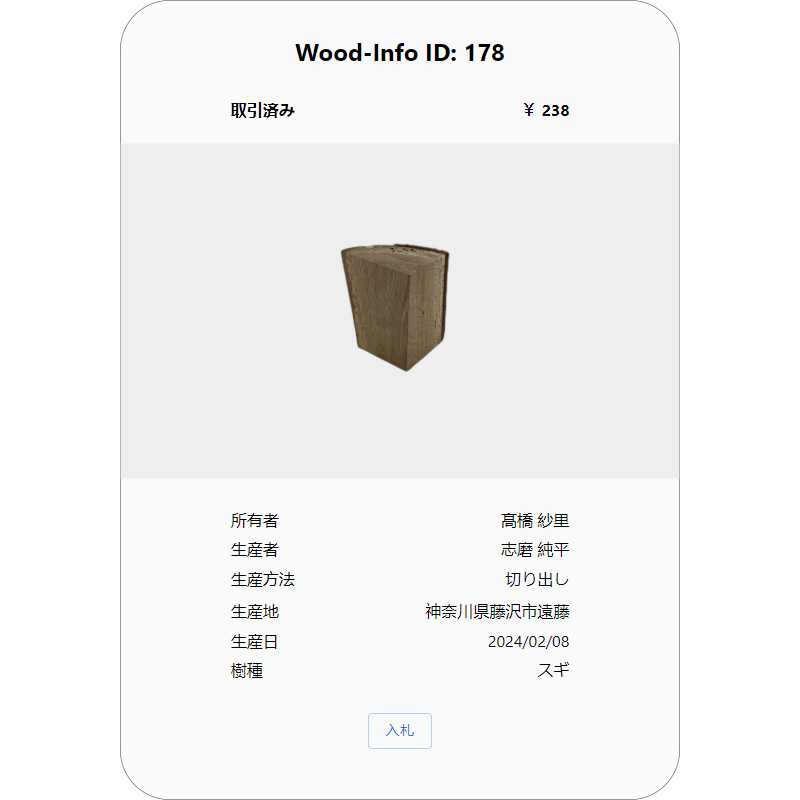 Wood-Info ID: 178
取引済み ￥ 238
所有者 髙橋 紗里
生産者 志磨 純平
生産方法 切り出し
生産地 神奈川県藤沢市遠藤
生産日 2024/02/08
樹種 スギ
入札